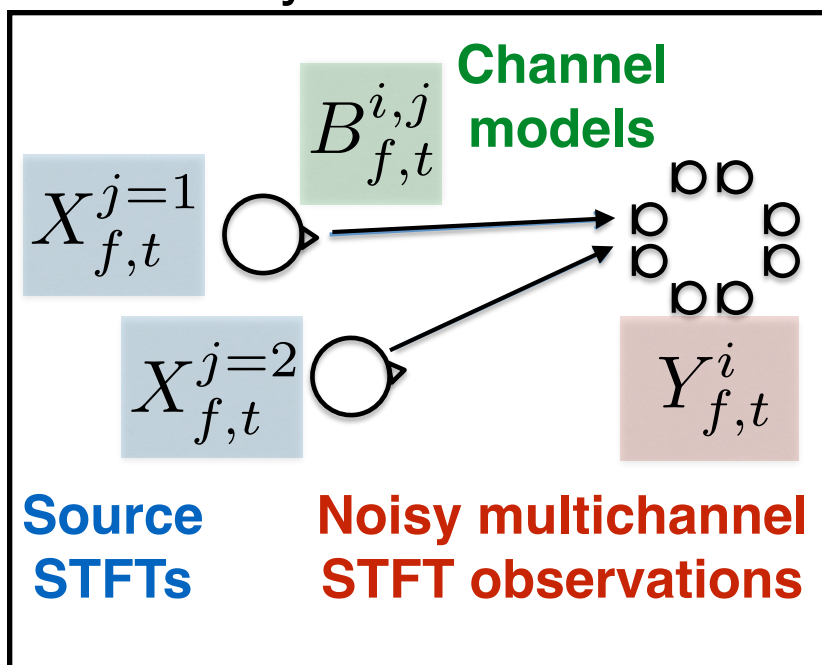 Channel
models
B^{i,j}_{f,t}
X^{j=1}_{f,t}
X^{j=2}_{f,t}
Y^{i}_{f,t}
Source
STFTs
Noisy multichannel
STFT observations